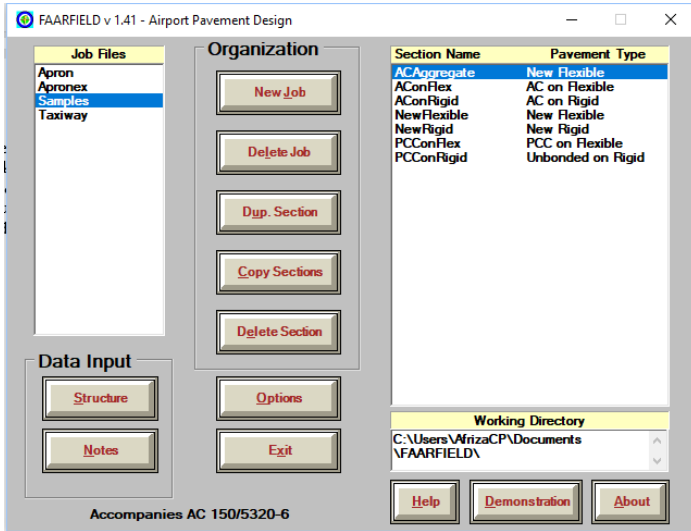 FAARFIELD v 1.41 - Airport Pavement Design
Job Files
Apron
Apronex
Samples
Taxiway
Organization
New Job
Delete Job
Dup. Section
Copy Sections
Delete Section
Section Name Pavement Type
ACAggregate New Flexible
AConFlex AC on Flexible
AConRigid AC on Rigid
NewFlexible New Flexible
NewRigid New Rigid
PCConFlex PCC on Flexible
PCConRigid Unbonded on Rigid
Data Input
Structure
Notes
Options
Exit
Working Directory
C:\Users\AfrizaCP\Documents
\FAARFIELD\
Help
Demonstration
About
Accompanies AC 150/5320-6